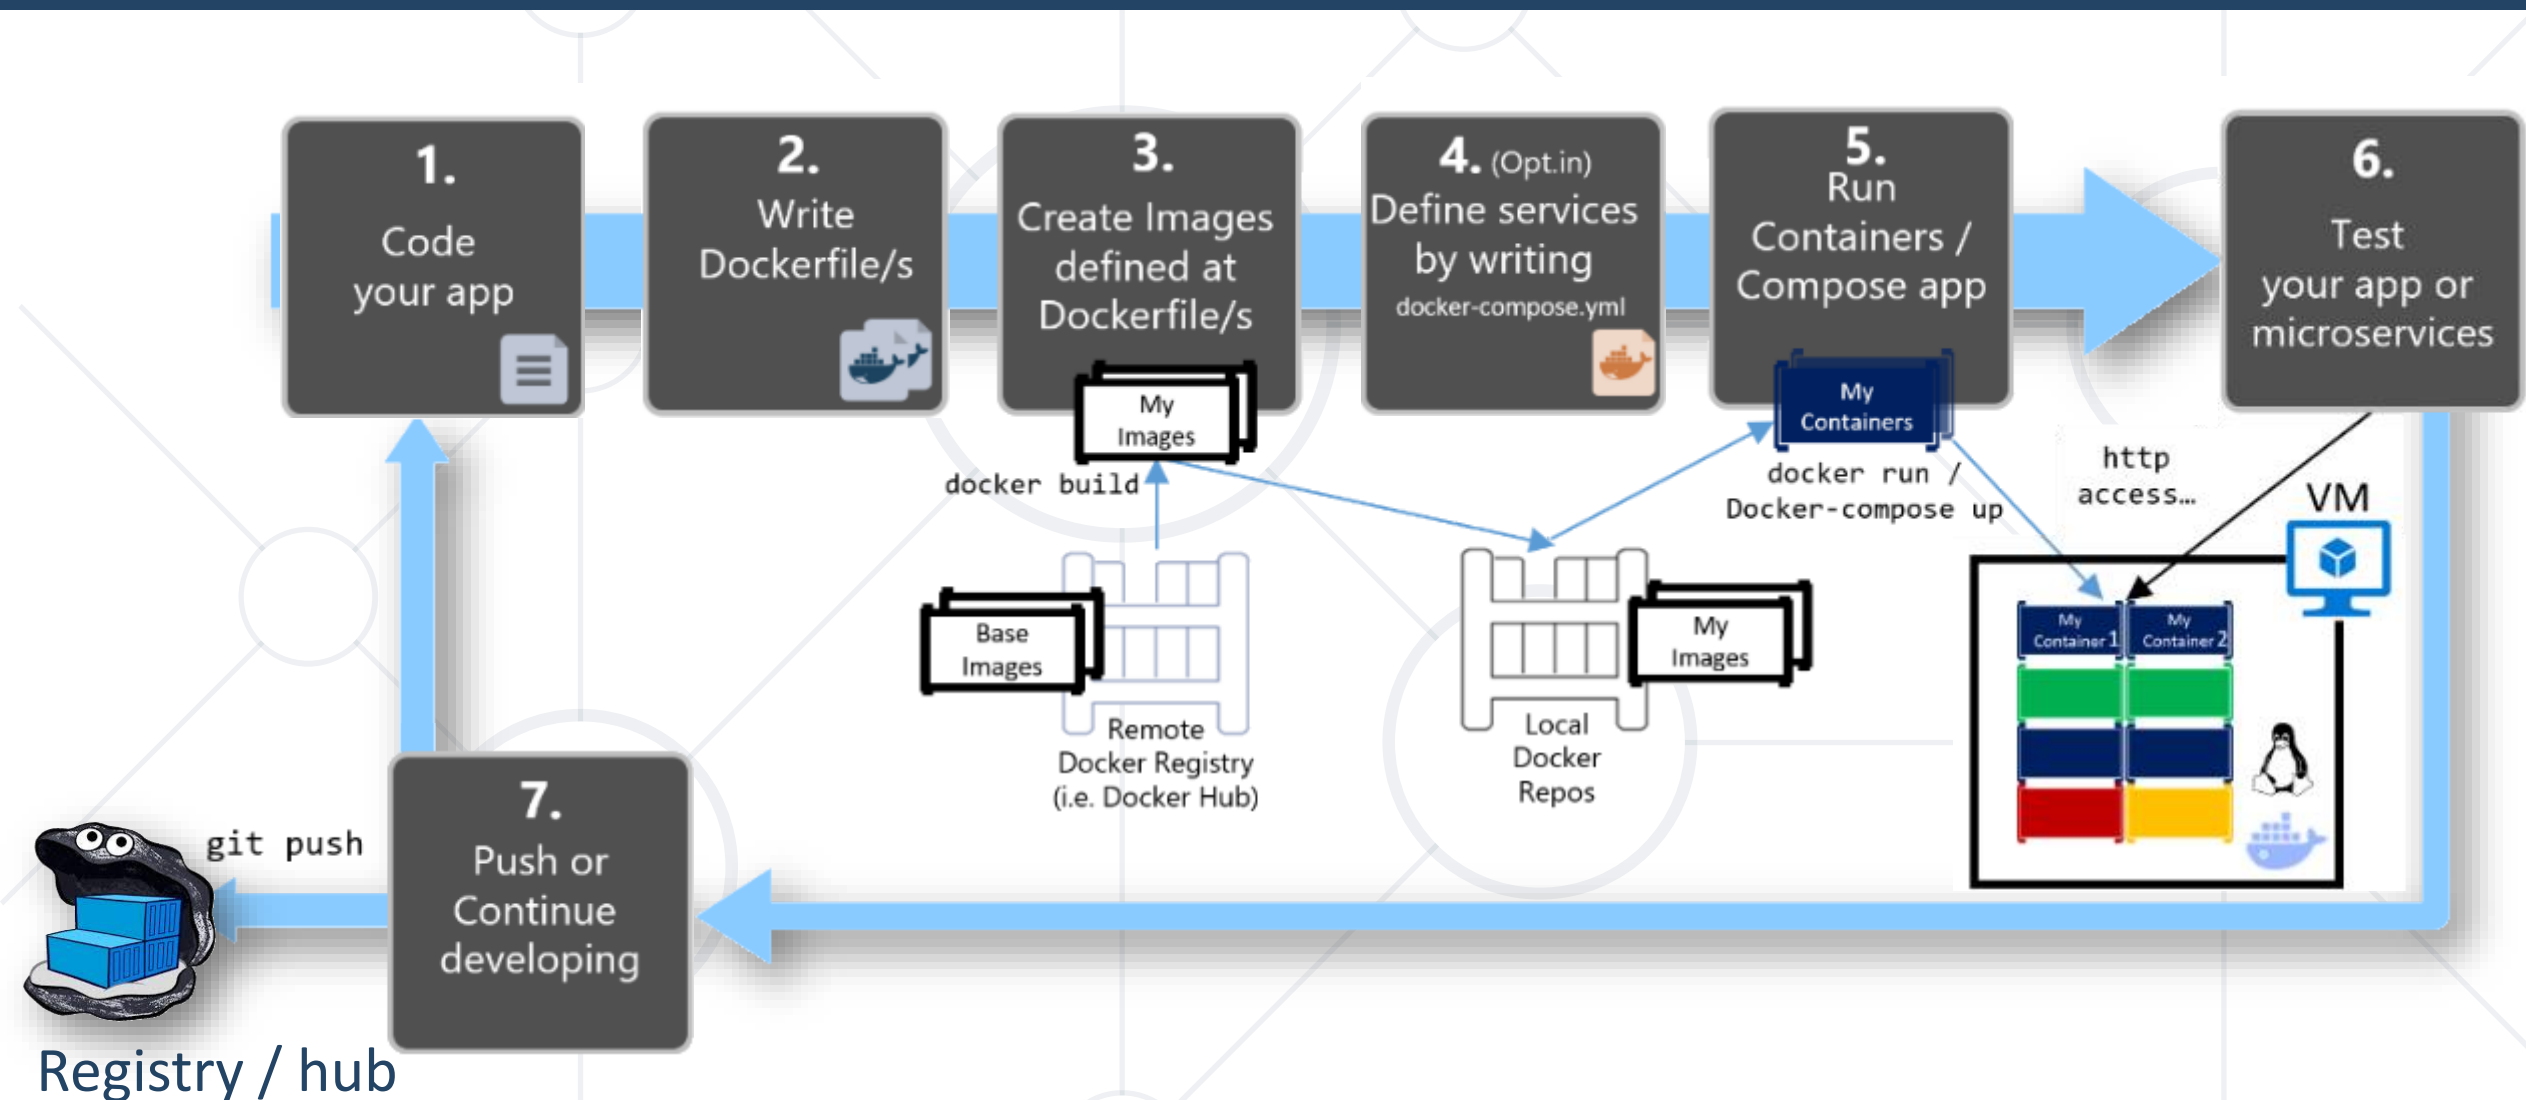 1.
Code
your app
2.
Write
Dockerfile/s
3.
Create Images
defined at
Dockerfile/s
My
Images
4. (Opt.in)
Define services
by writing
docker-compose.yml
5.
Run
Containers /
Compose app
My
Containers
6.
Test
your app or
microservices
docker build
docker run /
Docker-compose up
http
access...
VM
Base
Images
Remote
Docker Registry
(i.e. Docker Hub)
My
Images
Local
Docker
Repos
My
Container 1
My
Container 2
7.
Push or
Continue
developing
git push
Registry / hub